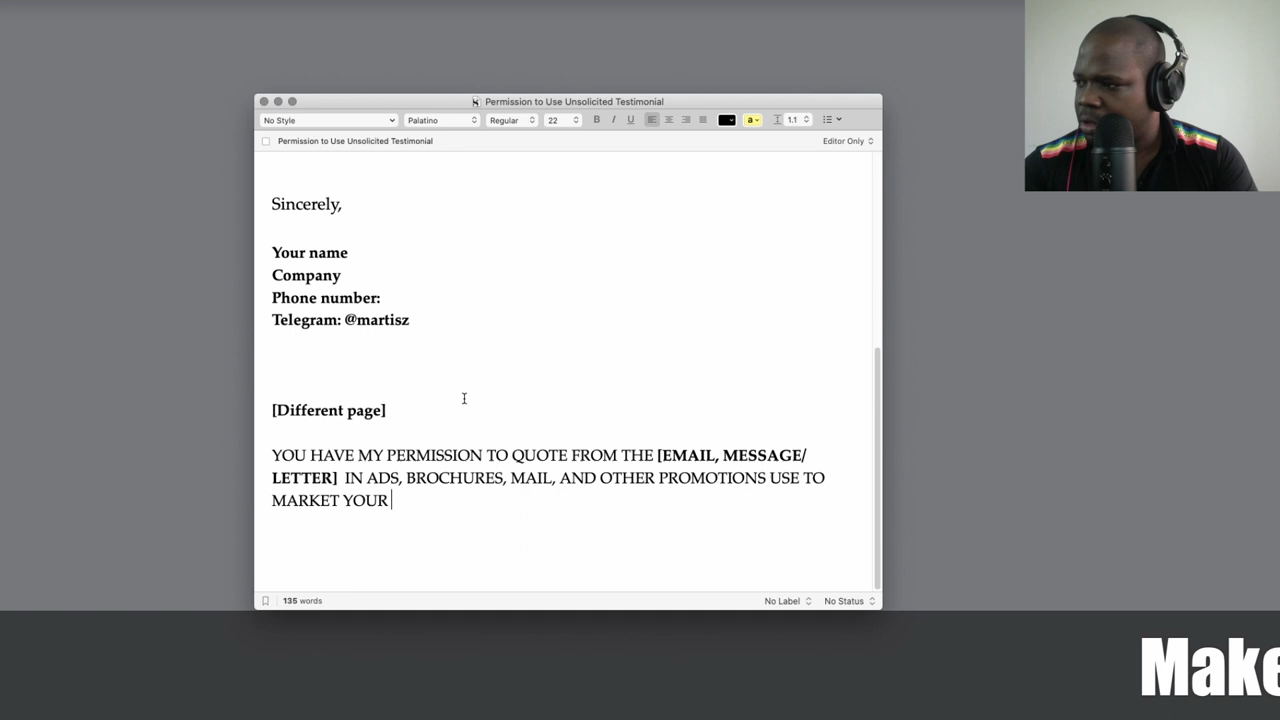 Permission to Use Unsolicited Testimonial
No Style Palatino Regular 22 B I U a 1.1
Permission to Use Unsolicited Testimonial Editor Only
Sincerely,
Your name
Company
Phone number:
Telegram: @martisz
[Different page]
YOU HAVE MY PERMISSION TO QUOTE FROM THE [EMAIL, MESSAGE/
LETTER] IN ADS, BROCHURES, MAIL, AND OTHER PROMOTIONS USE TO
MARKET YOUR
135 words No Label No Status
Make